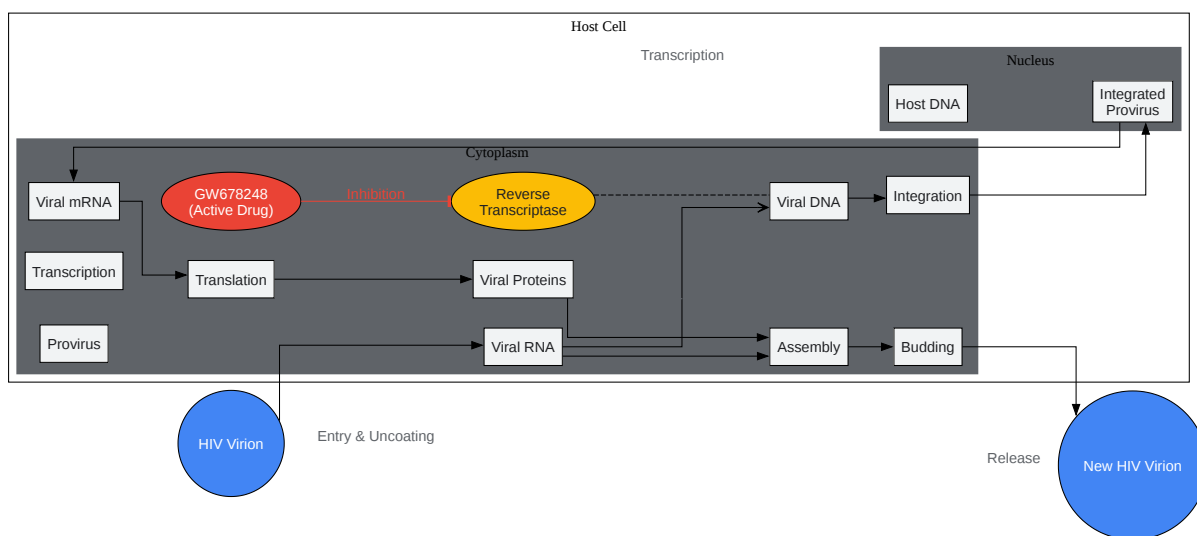 Host Cell
Transcription
Nucleus
Host DNA
Integrated
Provirus
Cytoplasm
Viral mRNA
GW678248
(Active Drug)
Inhibition
Reverse
Transcriptase
Viral DNA
Integration
Transcription
Translation
Viral Proteins
Provirus
Viral RNA
Assembly
Budding
HIV Virion
Entry & Uncoating
Release
New HIV Virion